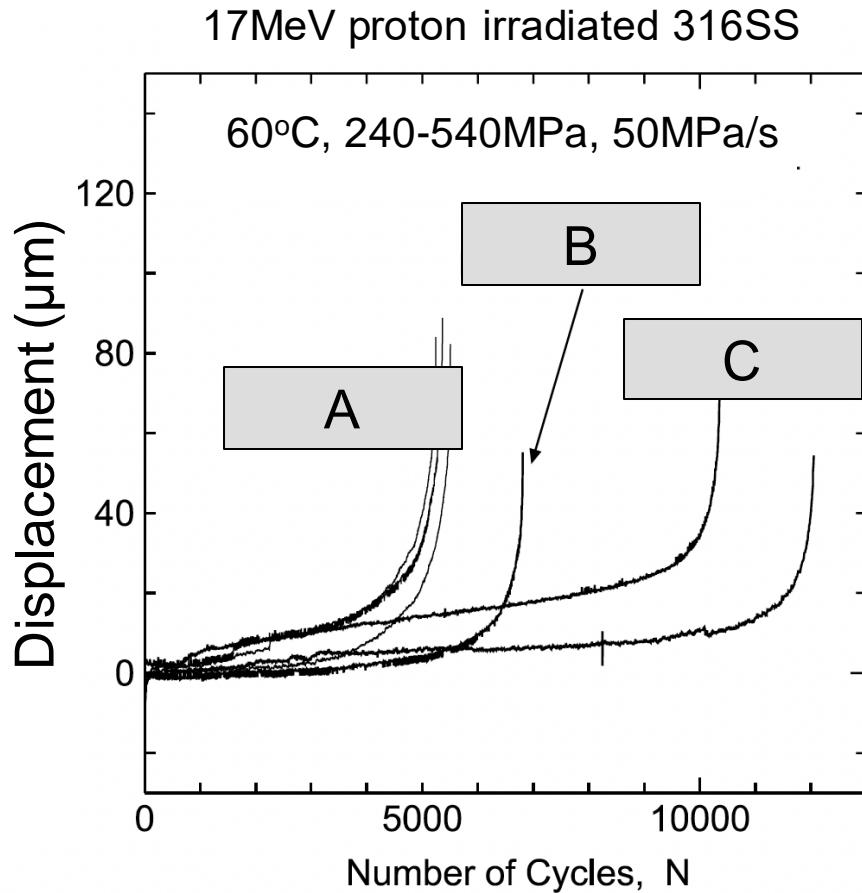 17MeV proton irradiated 316SS
60°C, 240-540MPa, 50MPa/s
120
B
80
C
A
40
0
Displacement (μm)
0 5000 10000
Number of Cycles, N